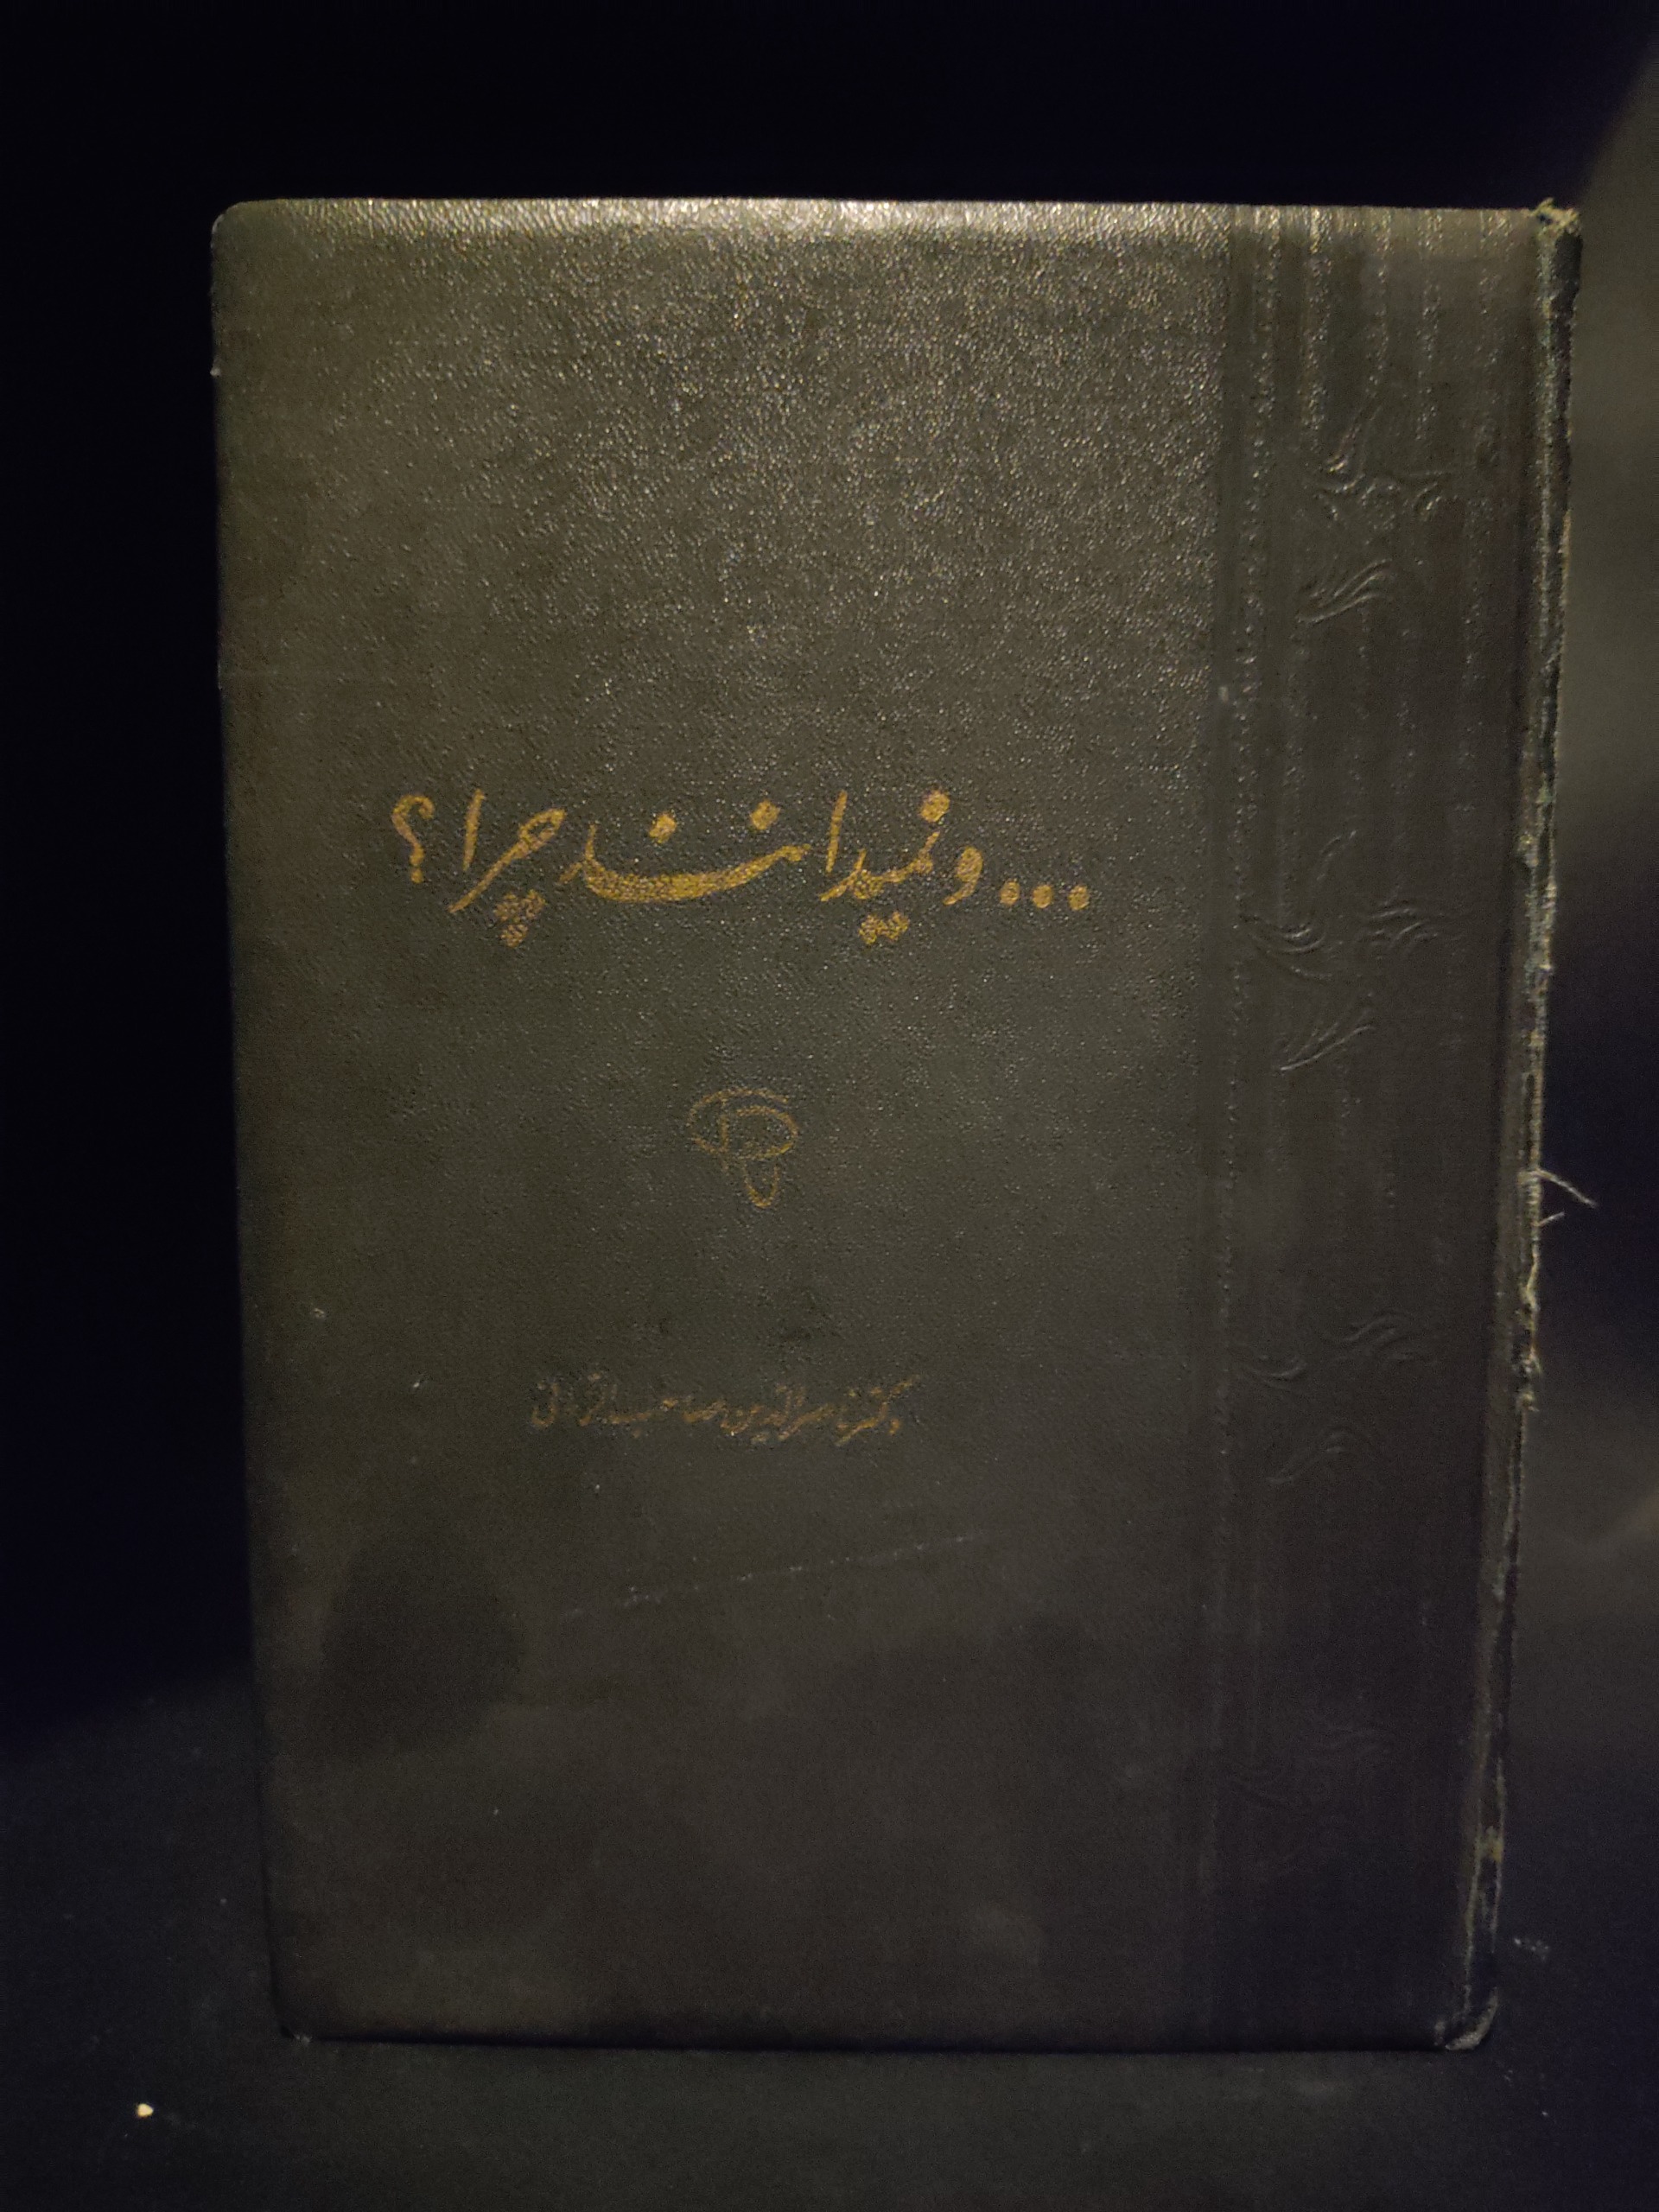 ...و نمیدانند چرا؟
دکتر ناصرالدین صاحب الزمانی